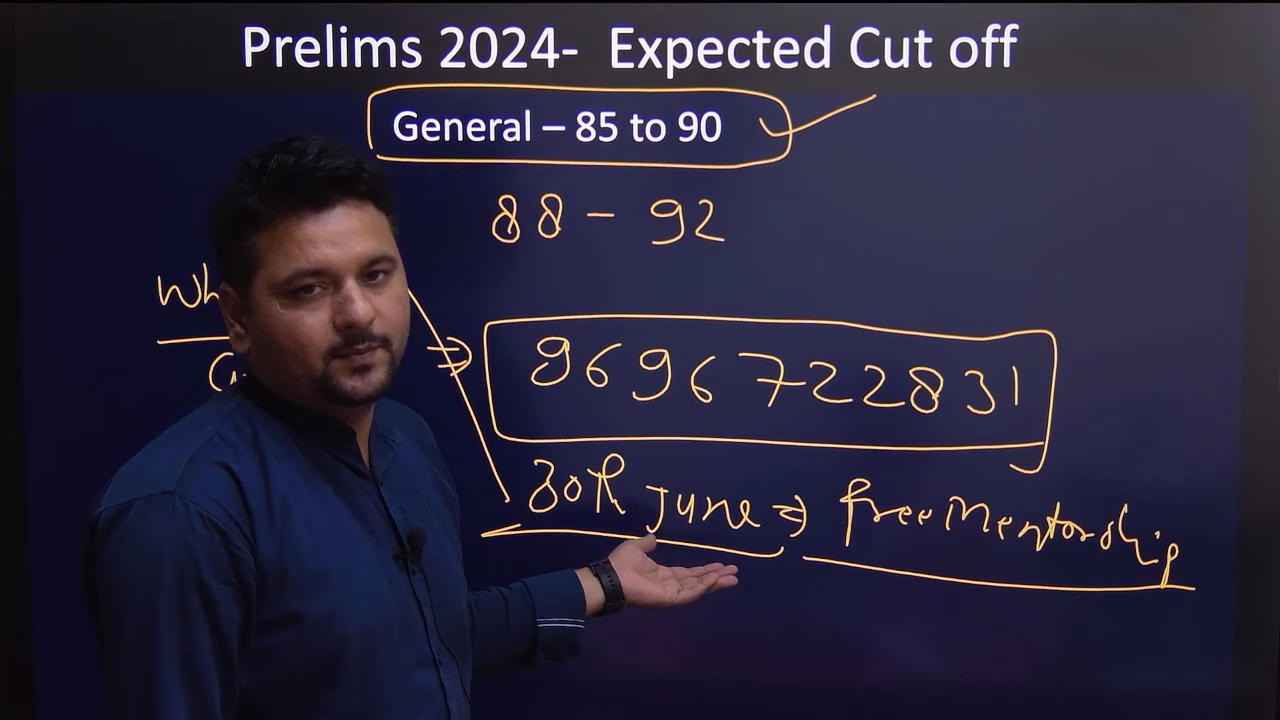 Prelims 2024- Expected Cut off
General – 85 to 90
88 - 92
9696722831
30th June ⇒ free Mentorship